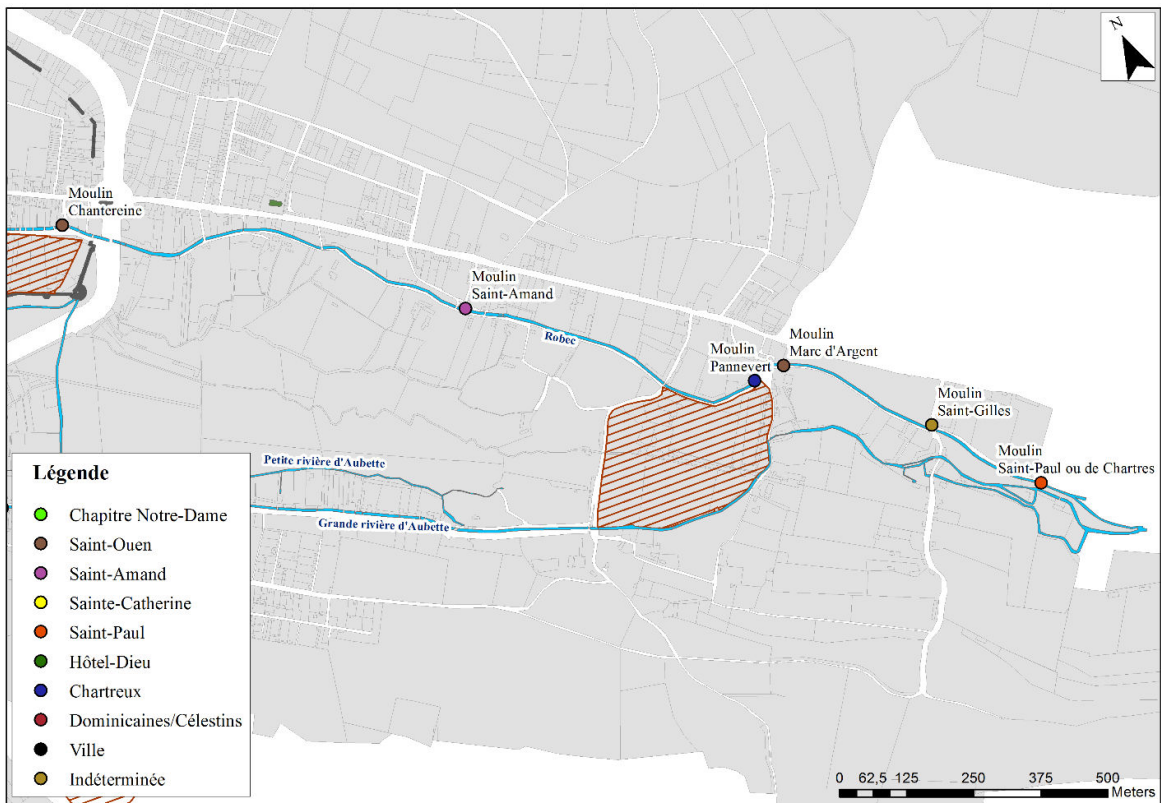 N
Moulin
Chantereine
Moulin
Saint-Amand
Robec
Moulin
Pannevert
Moulin
Marc d'Argent
Moulin
Saint-Gilles
Moulin
Saint-Paul ou de Chartres
Petite rivière d'Aubette
Grande rivière d'Aubette
Légende
Chapitre Notre-Dame
Saint-Ouen
Saint-Amand
Sainte-Catherine
Saint-Paul
Hôtel-Dieu
Chartreux
Dominicaines/Célestins
Ville
Indéterminée
0 62,5 125 250 375 500
Meters